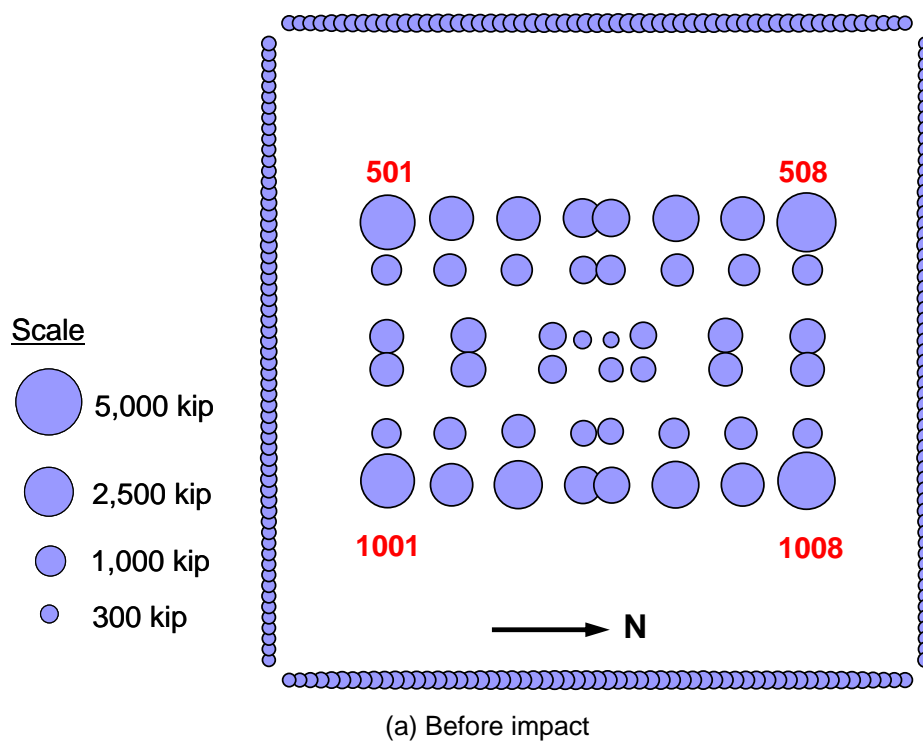 501
508
Scale
5,000 kip
2,500 kip
1,000 kip
300 kip
1001
1008
N
(a) Before impact